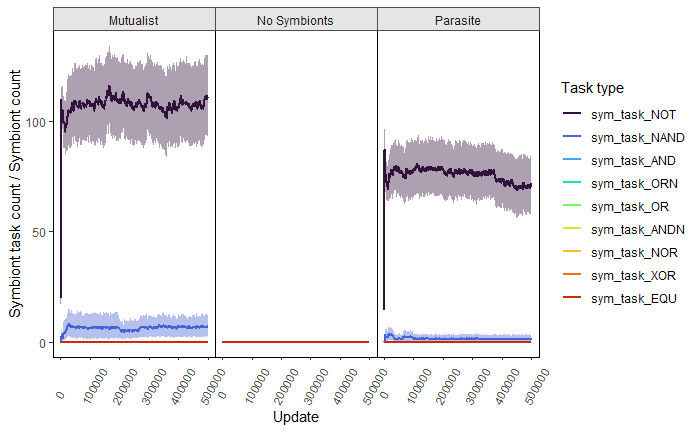 Mutualist No Symbionts Parasite
Symbiont task count / Symbiont count
100
50
0
0 100000 200000 300000 400000 500000 0 100000 200000 300000 400000 500000 0 100000 200000 300000 400000 500000
Update
Task type
sym_task_NOT
sym_task_NAND
sym_task_AND
sym_task_ORN
sym_task_OR
sym_task_ANDN
sym_task_NOR
sym_task_XOR
sym_task_EQU